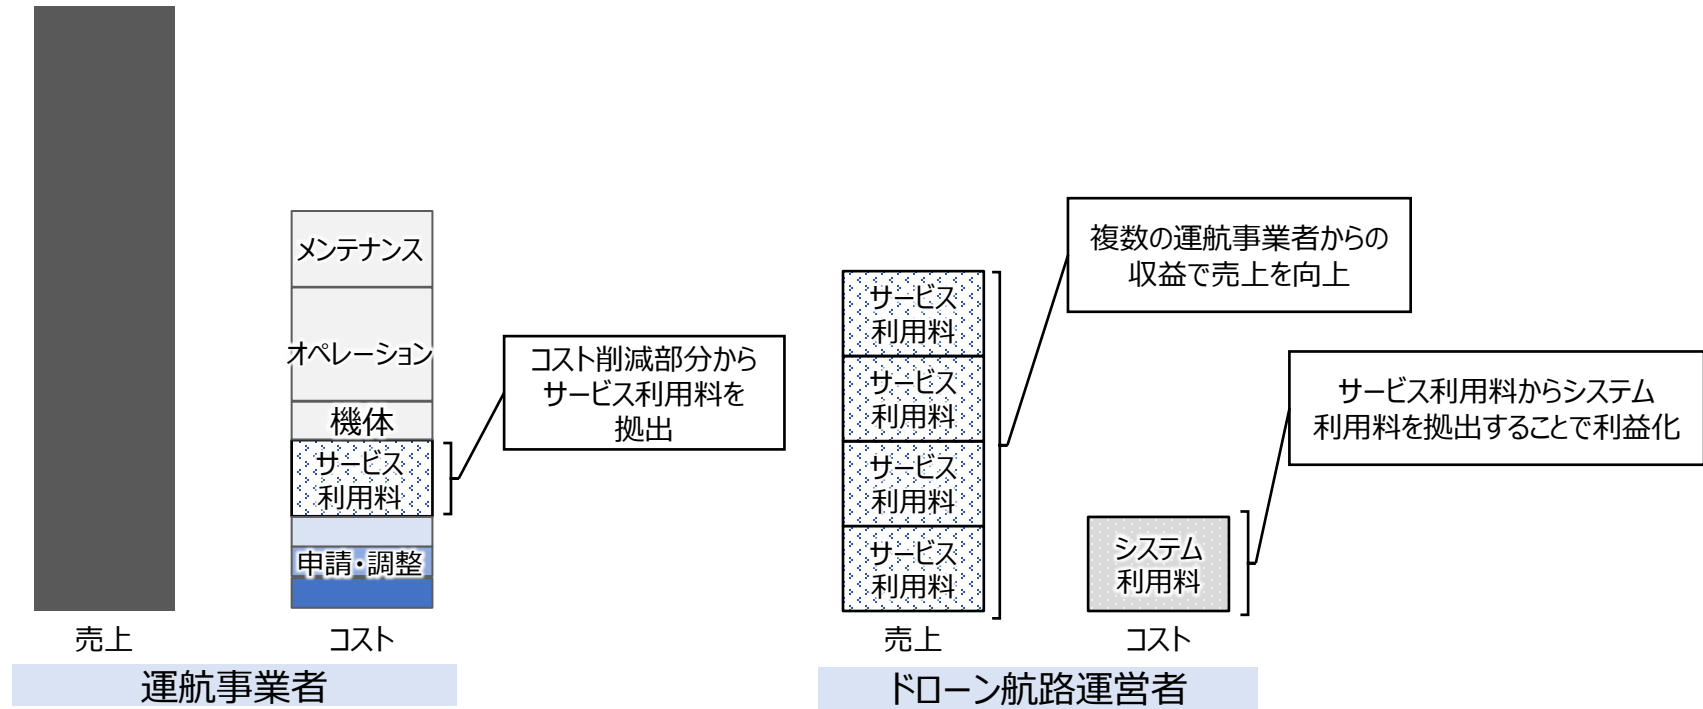 メンテナンス
オペレーション
機体
サービス
利用料
申請・調整
コスト削減部分から
サービス利用料を
拠出
売上
コスト
運航事業者
サービス
利用料
サービス
利用料
サービス
利用料
サービス
利用料
複数の運航事業者からの
収益で売上を向上
システム
利用料
サービス利用料からシステム
利用料を拠出することで利益化
売上
コスト
ドローン航路運営者